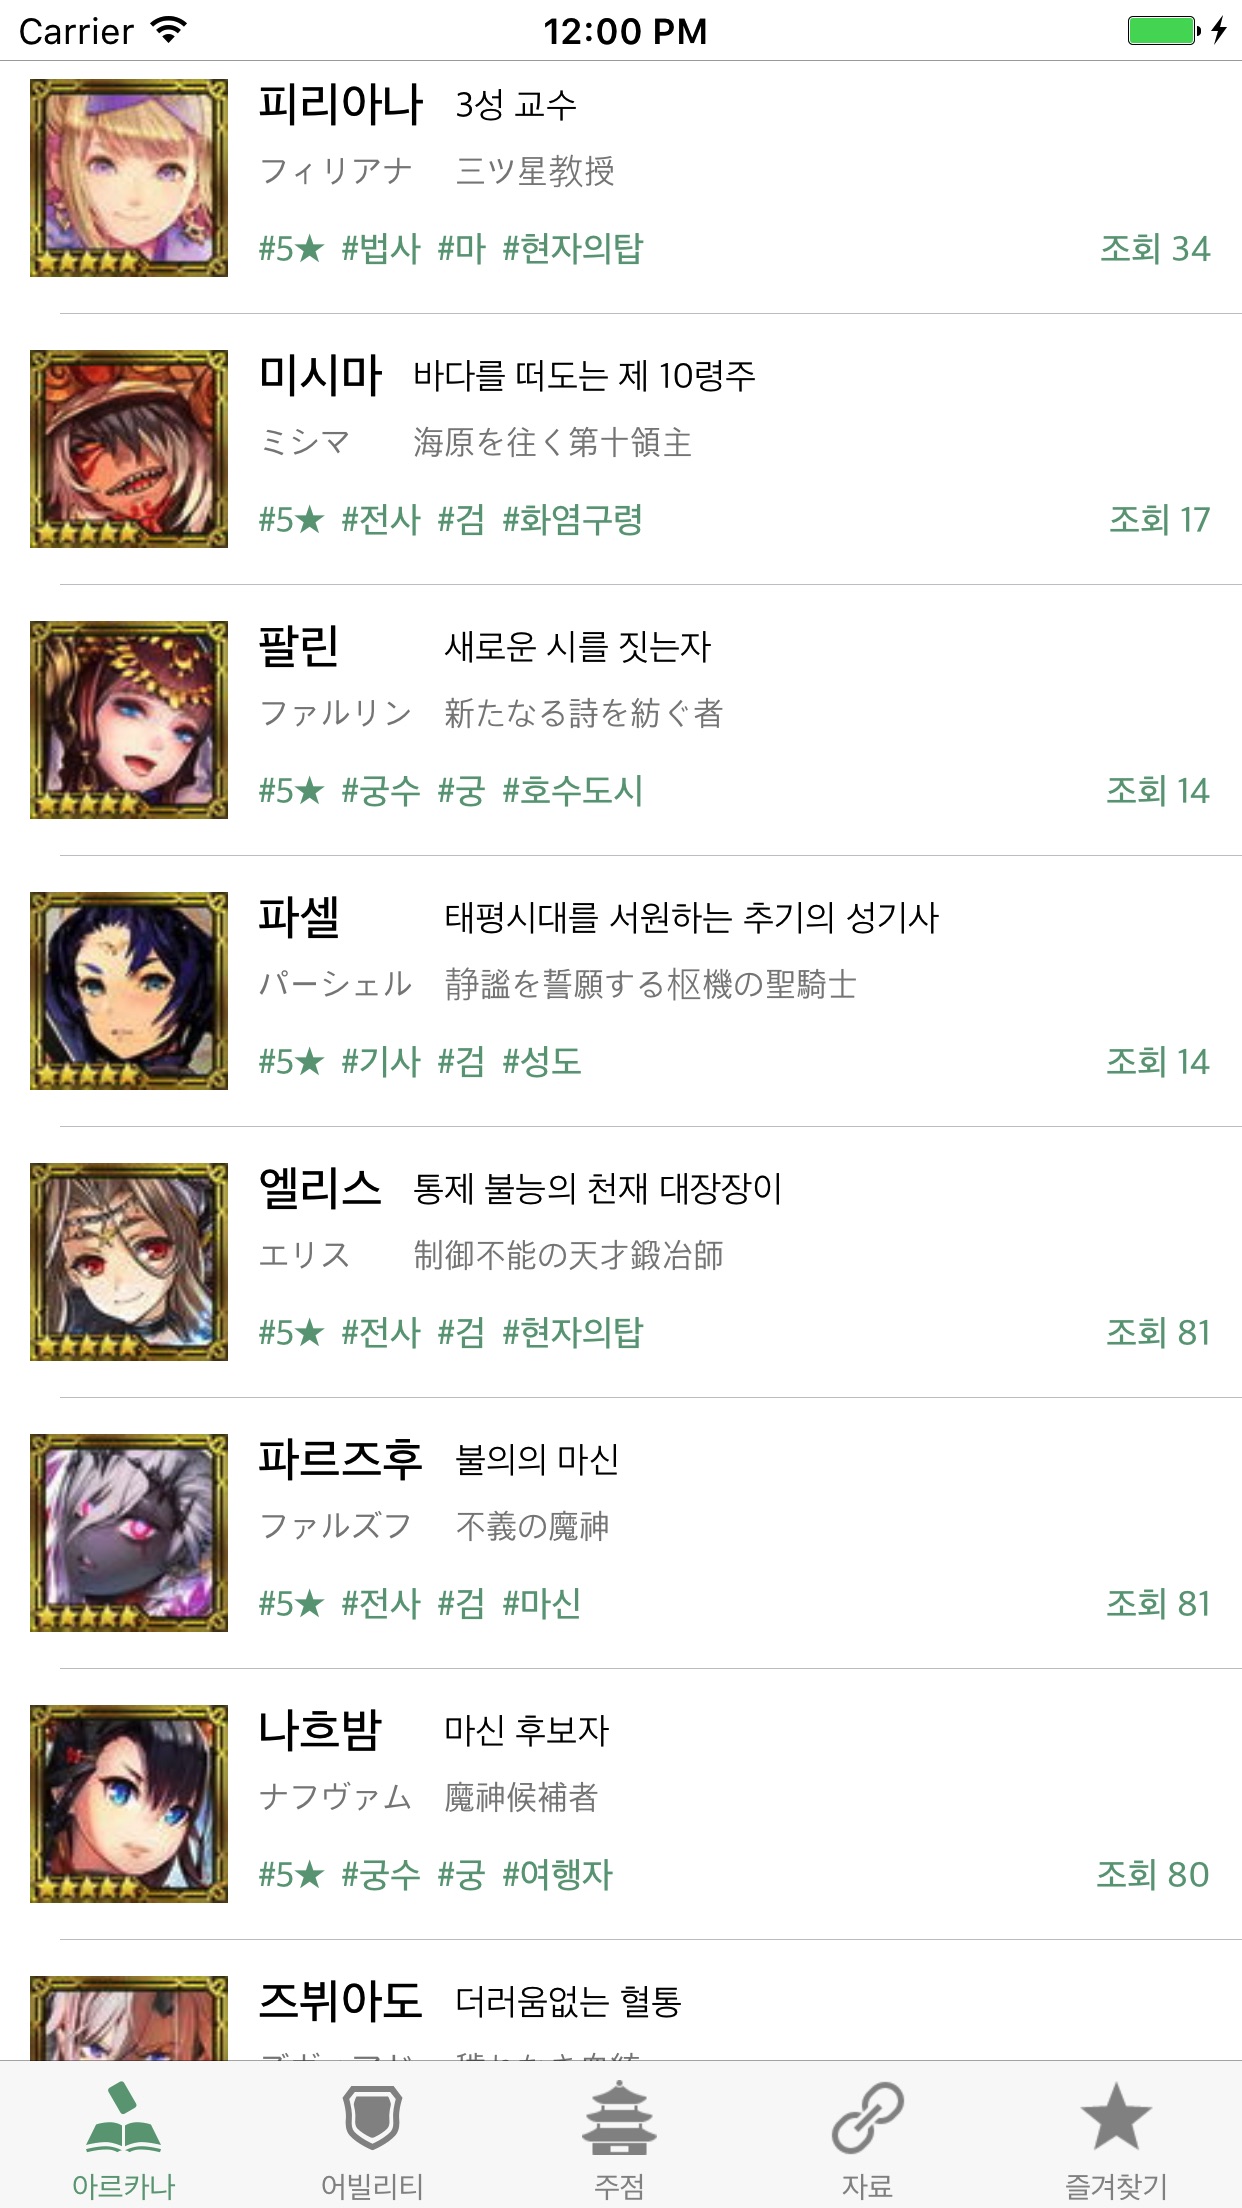 Carrier 12:00 PM
피리아나 3성 교수
フィリアナ 三ツ星教授
#5★ #법사 #마 #현자의탑 조회 34
미시마 바다를 떠도는 제 10령주
ミシマ 海原を往く第十領主
#5★ #전사 #검 #화염구령 조회 17
팔린 새로운 시를 짓는자
ファルリン 新たなる詩を紡ぐ者
#5★ #궁수 #궁 #호수도시 조회 14
파셀 태평시대를 서원하는 추기의 성기사
パーシェル 静謐を誓願する枢機の聖騎士
#5★ #기사 #검 #성도 조회 14
엘리스 통제 불능의 천재 대장장이
エリス 制御不能の天才鍛冶師
#5★ #전사 #검 #현자의탑 조회 81
파르즈후 불의의 마신
ファルズフ 不義の魔神
#5★ #전사 #검 #마신 조회 81
나흐밤 마신 후보자
ナフヴァム 魔神候補者
#5★ #궁수 #궁 #여행자 조회 80
즈뷔아도 더러움없는 혈통
아르카나 어빌리티 주점 자료 즐겨찾기